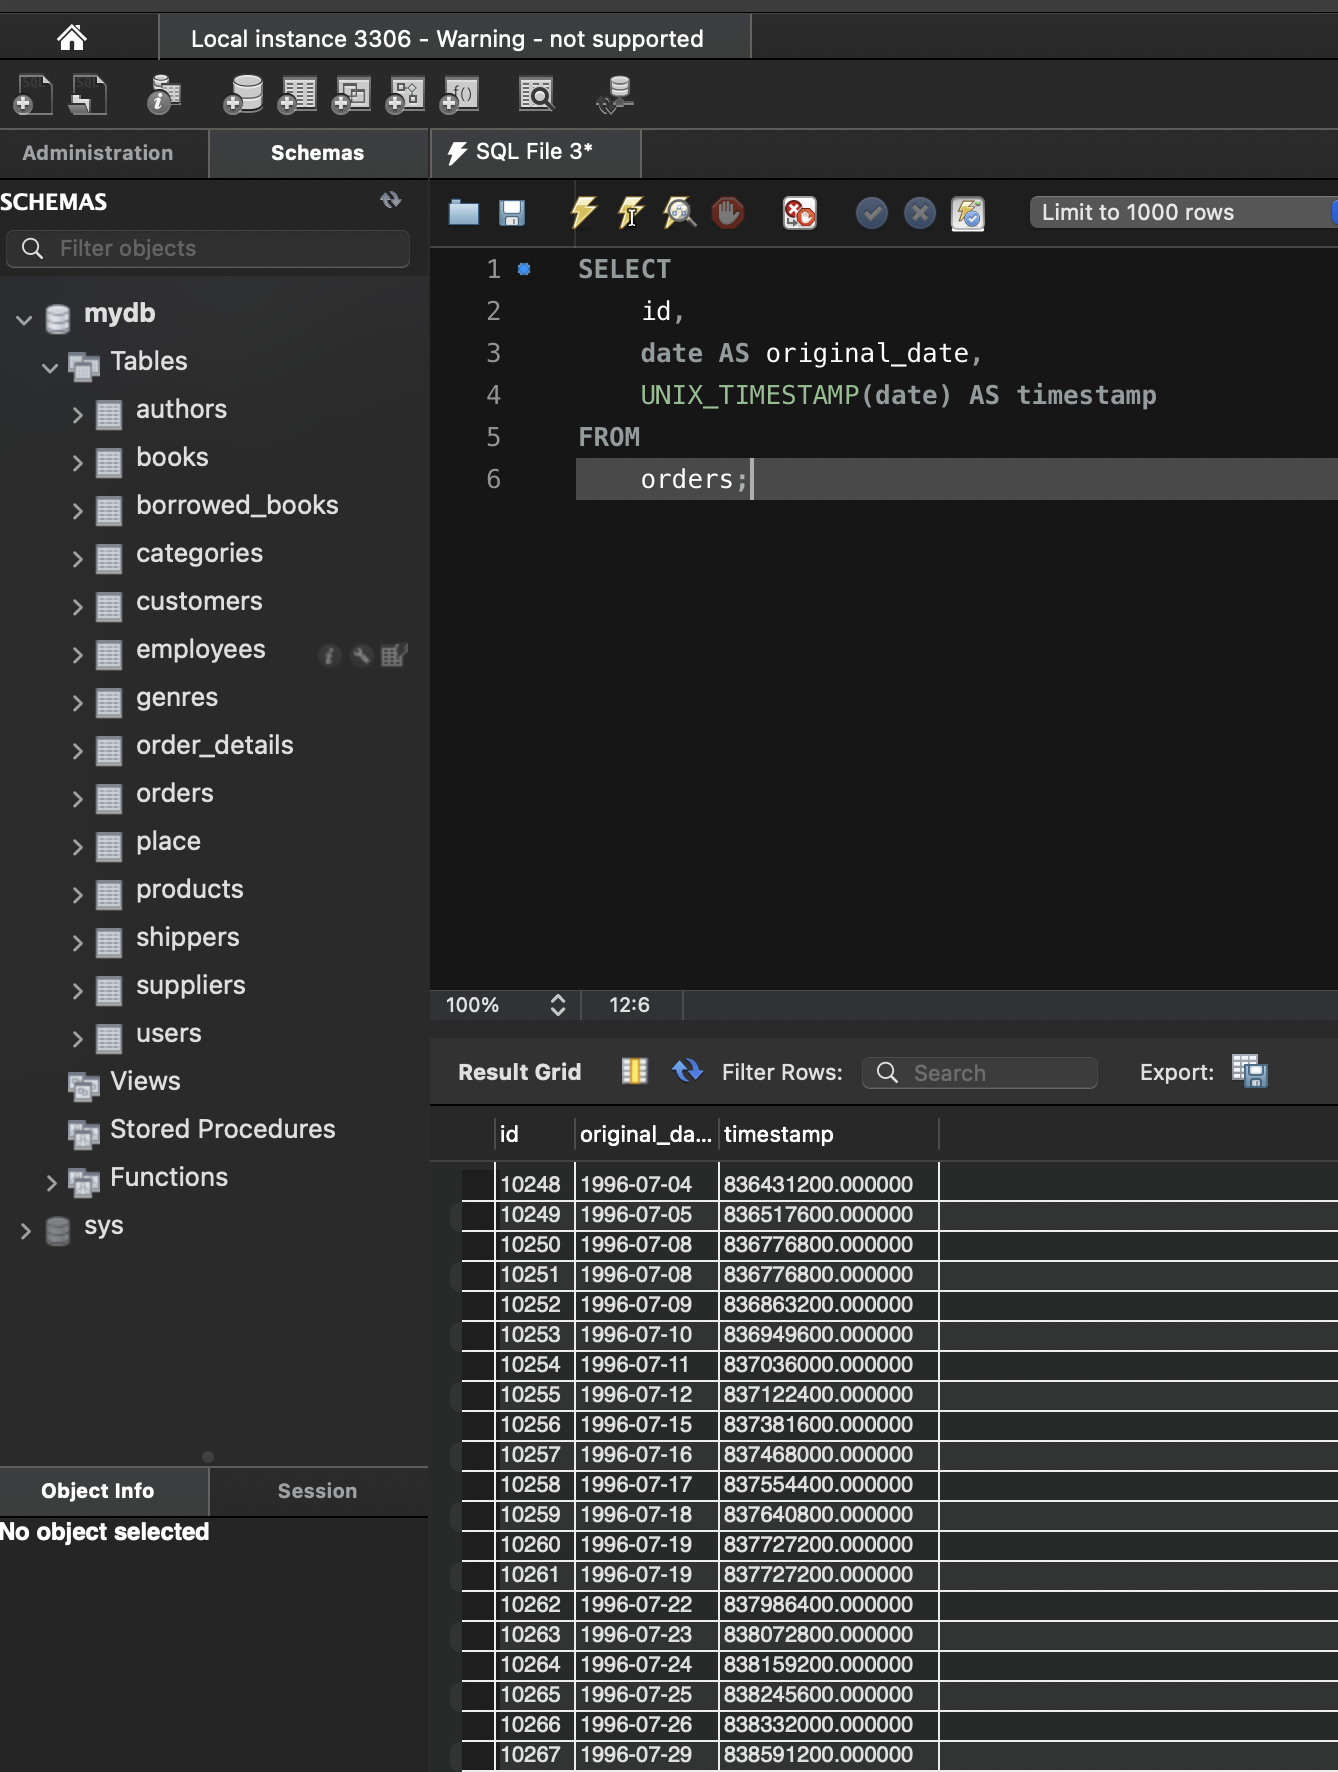 Local instance 3306 - Warning - not supported
Administration
Schemas
SQL File 3*
SCHEMAS
Filter objects
mydb
Tables
authors
books
borrowed_books
categories
customers
employees
genres
order_details
orders
place
products
shippers
suppliers
users
Views
Stored Procedures
Functions
sys
Object Info
Session
No object selected
Limit to 1000 rows
1 SELECT
2 id,
3 date AS original_date,
4 UNIX_TIMESTAMP(date) AS timestamp
5 FROM
6 orders;
100%
12:6
Result Grid
Filter Rows:
Search
Export:
id original_da... timestamp
10248 1996-07-04 836431200.000000
10249 1996-07-05 836517600.000000
10250 1996-07-08 836776800.000000
10251 1996-07-08 836776800.000000
10252 1996-07-09 836863200.000000
10253 1996-07-10 836949600.000000
10254 1996-07-11 837036000.000000
10255 1996-07-12 837122400.000000
10256 1996-07-15 837381600.000000
10257 1996-07-16 837468000.000000
10258 1996-07-17 837554400.000000
10259 1996-07-18 837640800.000000
10260 1996-07-19 837727200.000000
10261 1996-07-19 837727200.000000
10262 1996-07-22 837986400.000000
10263 1996-07-23 838072800.000000
10264 1996-07-24 838159200.000000
10265 1996-07-25 838245600.000000
10266 1996-07-26 838332000.000000
10267 1996-07-29 838591200.000000